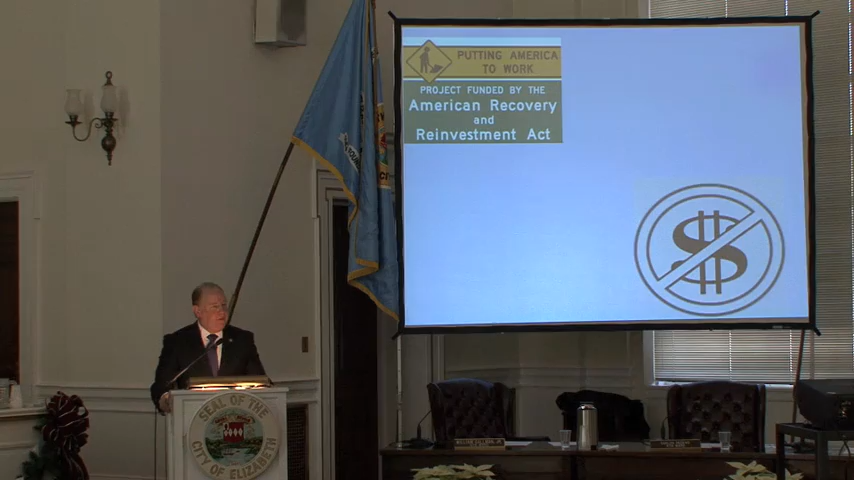 PUTTING AMERICA
TO WORK
PROJECT FUNDED BY THE
American Recovery
and
Reinvestment Act
SEAL OF THE
CITY OF ELIZABETH